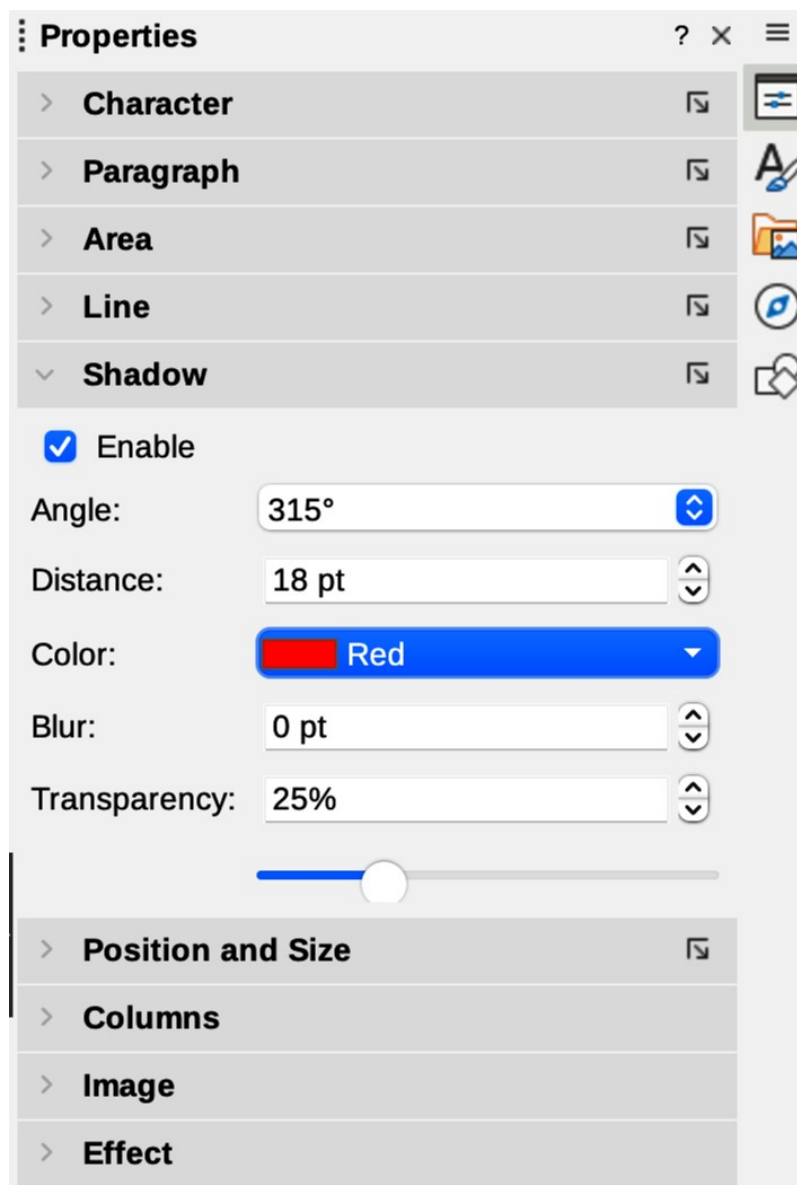 Properties ?
Character
Paragraph
Area
Line
Shadow
Enable
Angle: 315°
Distance: 18 pt
Color: Red
Blur: 0 pt
Transparency: 25%
Position and Size
Columns
Image
Effect